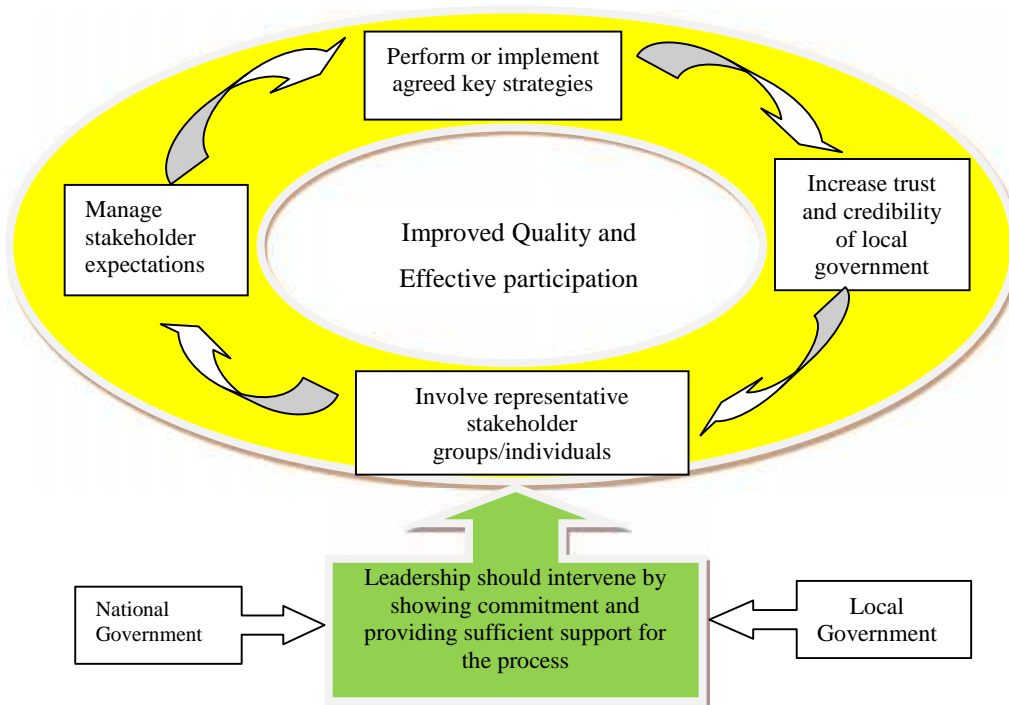 Perform or implement
agreed key strategies
Manage
stakeholder
expectations
Improved Quality and
Effective participation
Increase trust
and credibility
of local
government
Involve representative
stakeholder
groups/individuals
Leadership should intervene by
showing commitment and
providing sufficient support for
the process
National
Government
Local
Government